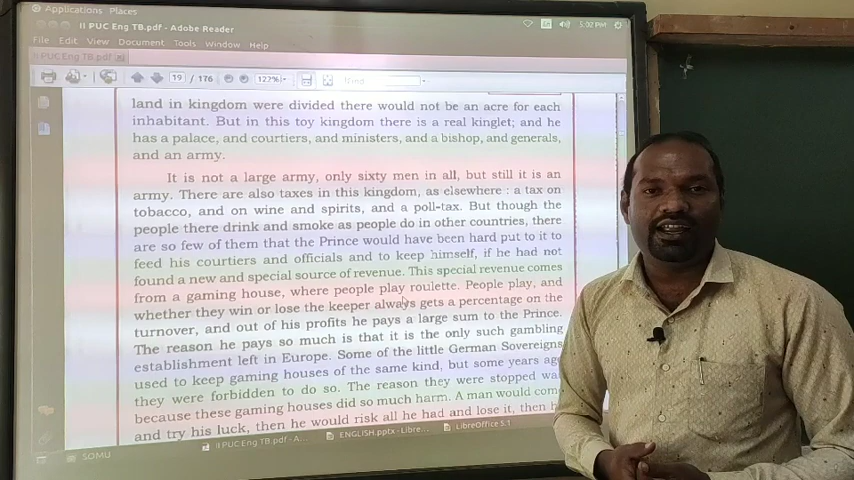 Applications Places
En 5:02 PM
II PUC Eng TB.pdf - Adobe Reader
File Edit View Document Tools Window Help
II PUC Eng TB.pdf
19 / 176 122% Find
land in kingdom were divided there would not be an acre for each
inhabitant. But in this toy kingdom there is a real kinglet; and he
has a palace, and courtiers, and ministers, and a bishop, and generals,
and an army.
It is not a large army, only sixty men in all, but still it is an
army. There are also taxes in this kingdom, as elsewhere : a tax on
tobacco, and on wine and spirits, and a poll-tax. But though the
people there drink and smoke as people do in other countries, there
are so few of them that the Prince would have been hard put to it to
feed his courtiers and officials and to keep himself, if he had not
found a new and special source of revenue. This special revenue comes
from a gaming house, where people play roulette. People play, and
whether they win or lose the keeper always gets a percentage on the
turnover, and out of his profits he pays a large sum to the Prince.
The reason he pays so much is that it is the only such gambling
establishment left in Europe. Some of the little German Sovereigns
used to keep gaming houses of the same kind, but some years ago
they were forbidden to do so. The reason they were stopped was
because these gaming houses did so much harm. A man would come
and try his luck, then he would risk all he had and lose it, then h
SOMU II PUC Eng TB.pdf - A... ENGLISH.pptx - Libre... LibreOffice 5.1